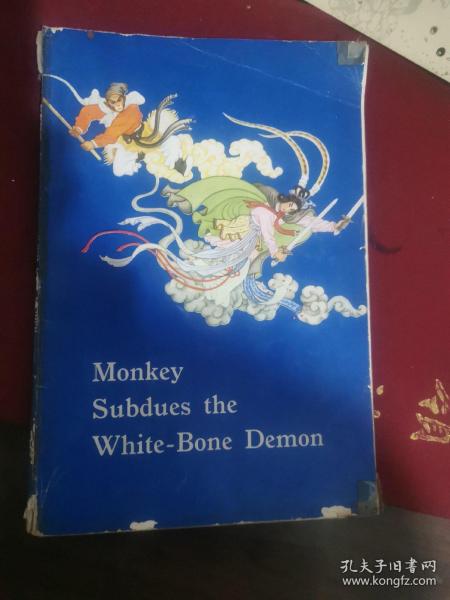 Monkey
Subdues the
White-Bone Demon
孔夫子旧书网
www.kongfz.com